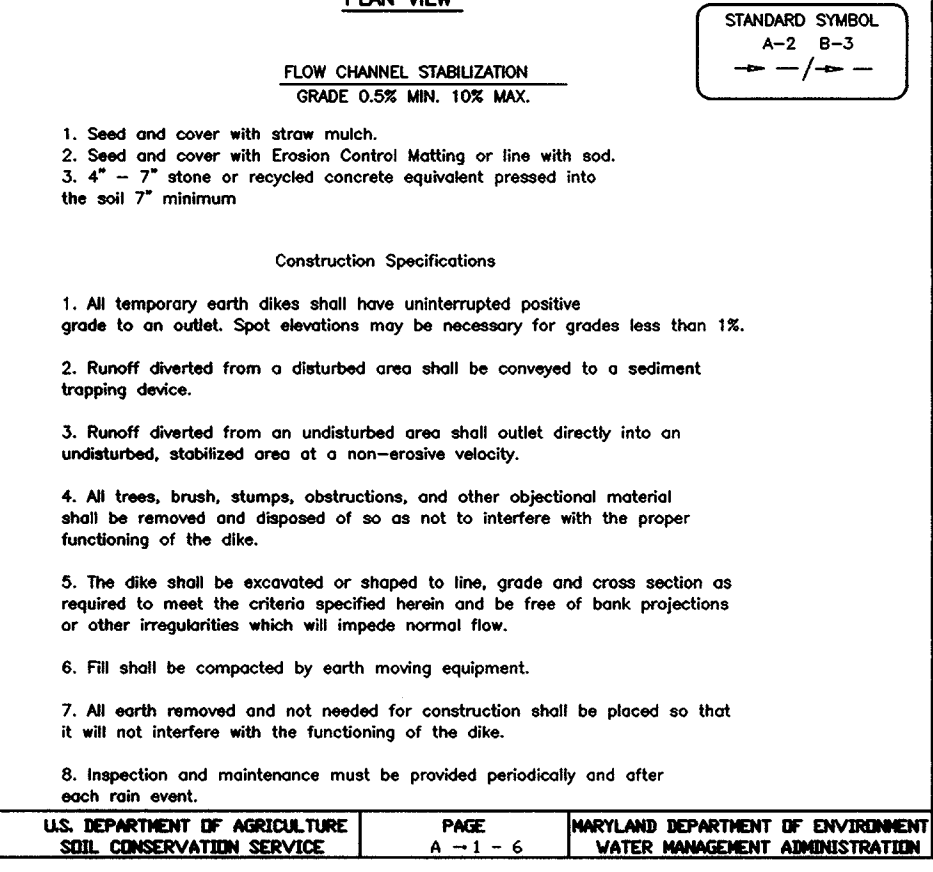 PLAN VIEW
STANDARD SYMBOL
A-2 B-3
FLOW CHANNEL STABILIZATION
GRADE 0.5% MIN. 10% MAX.
1. Seed and cover with straw mulch.
2. Seed and cover with Erosion Control Matting or line with sod.
3. 4" - 7" stone or recycled concrete equivalent pressed into
the soil 7" minimum
Construction Specifications
1. All temporary earth dikes shall have uninterrupted positive
grade to an outlet. Spot elevations may be necessary for grades less than 1%.
2. Runoff diverted from a disturbed area shall be conveyed to a sediment
trapping device.
3. Runoff diverted from an undisturbed area shall outlet directly into an
undisturbed, stabilized area at a non-erosive velocity.
4. All trees, brush, stumps, obstructions, and other objectional material
shall be removed and disposed of so as not to interfere with the proper
functioning of the dike.
5. The dike shall be excavated or shaped to line, grade and cross section as
required to meet the criteria specified herein and be free of bank projections
or other irregularities which will impede normal flow.
6. Fill shall be compacted by earth moving equipment.
7. All earth removed and not needed for construction shall be placed so that
it will not interfere with the functioning of the dike.
8. Inspection and maintenance must be provided periodically and after
each rain event.
U.S. DEPARTMENT OF AGRICULTURE
SOIL CONSERVATION SERVICE
PAGE
A - 1 - 6
MARYLAND DEPARTMENT OF ENVIRONMENT
WATER MANAGEMENT ADMINISTRATION